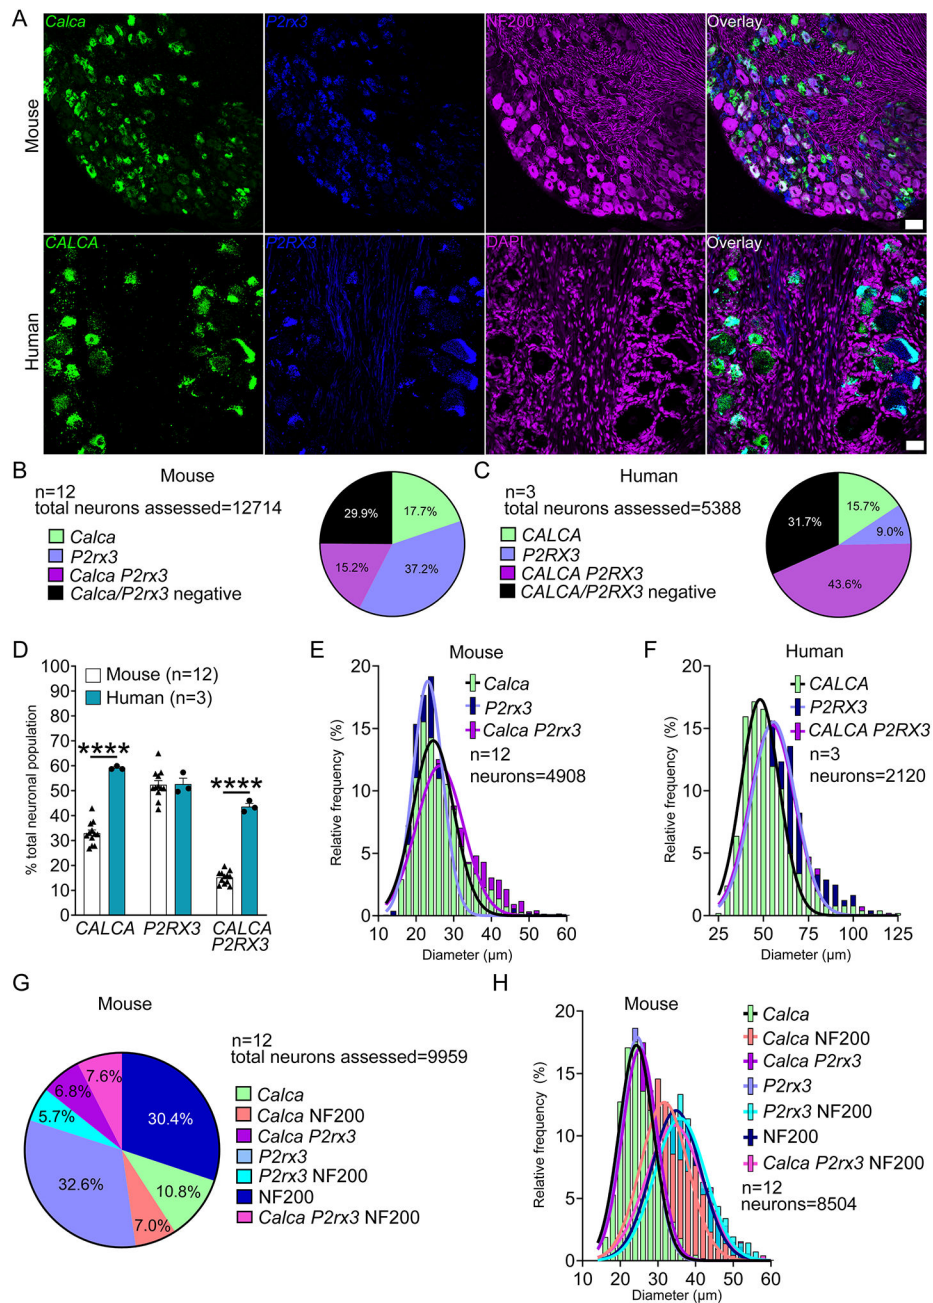 A
Calca
P2rx3
NF200
Overlay
Mouse
CALCA
P2RX3
DAPI
Overlay
Human
B
Mouse
n=12
total neurons assessed=12714
Calca
P2rx3
Calca P2rx3
Calca/P2rx3 negative
29.9%
17.7%
15.2%
37.2%
C
Human
n=3
total neurons assessed=5388
CALCA
P2RX3
CALCA P2RX3
CALCA/P2RX3 negative
31.7%
15.7%
9.0%
43.6%
D
% total neuronal population
100
90
80
70
60
50
40
30
20
10
0
Mouse (n=12)
Human (n=3)
****
****
CALCA
P2RX3
CALCA
P2RX3
E
Mouse
Relative frequency (%)
20
15
10
5
0
Calca
P2rx3
Calca P2rx3
n=12
neurons=4908
10
20
30
40
50
60
Diameter (µm)
F
Human
Relative frequency (%)
20
15
10
5
0
CALCA
P2RX3
CALCA P2RX3
n=3
neurons=2120
25
50
75
100
125
Diameter (µm)
G
Mouse
n=12
total neurons assessed=9959
7.6%
6.8%
5.7%
30.4%
32.6%
10.8%
7.0%
Calca
Calca NF200
Calca P2rx3
P2rx3
P2rx3 NF200
NF200
Calca P2rx3 NF200
H
Mouse
Relative frequency (%)
20
15
10
5
0
Calca
Calca NF200
Calca P2rx3
P2rx3
P2rx3 NF200
NF200
Calca P2rx3 NF200
n=12
neurons=8504
10
20
30
40
50
60
Diameter (µm)